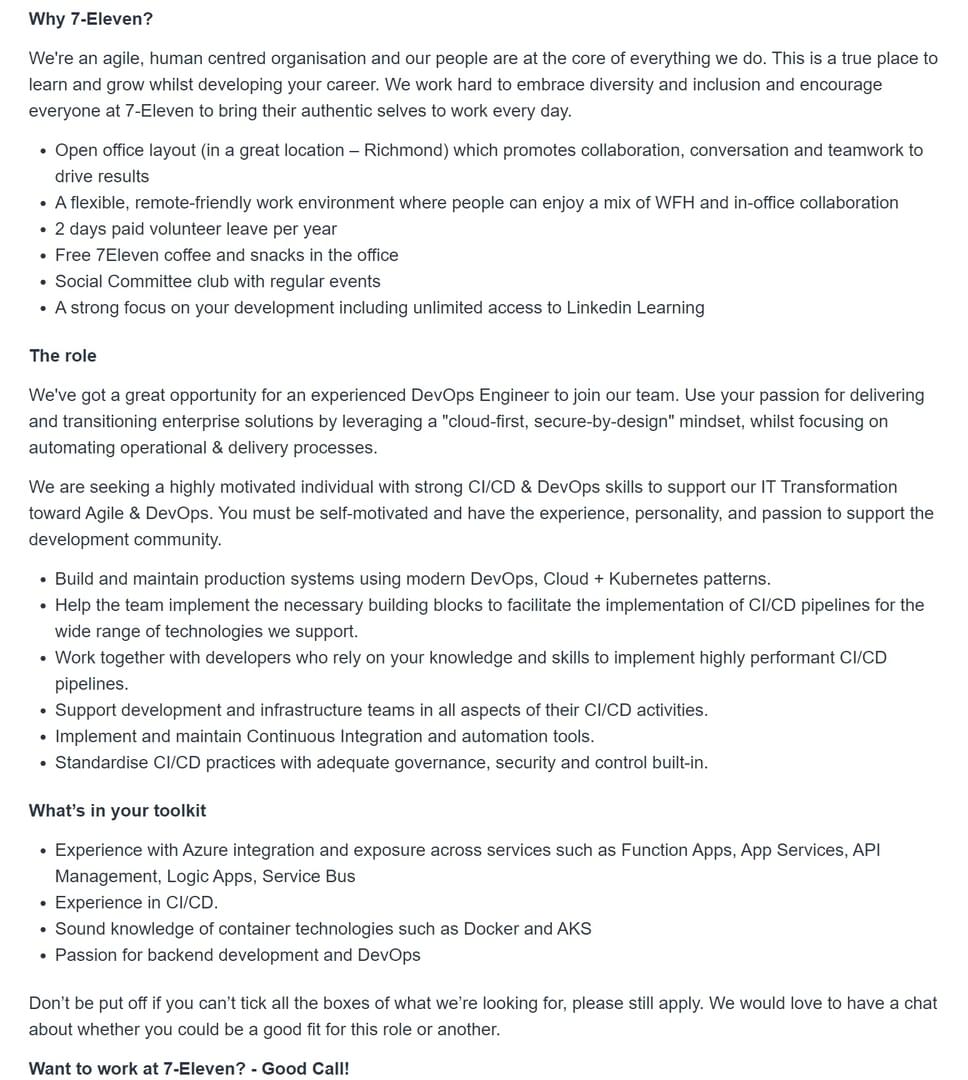 Why 7-Eleven?
We're an agile, human centred organisation and our people are at the core of everything we do. This is a true place to
learn and grow whilst developing your career. We work hard to embrace diversity and inclusion and encourage
everyone at 7-Eleven to bring their authentic selves to work every day.
• Open office layout (in a great location – Richmond) which promotes collaboration, conversation and teamwork to
drive results
• A flexible, remote-friendly work environment where people can enjoy a mix of WFH and in-office collaboration
• 2 days paid volunteer leave per year
• Free 7Eleven coffee and snacks in the office
• Social Committee club with regular events
• A strong focus on your development including unlimited access to Linkedin Learning
The role
We've got a great opportunity for an experienced DevOps Engineer to join our team. Use your passion for delivering
and transitioning enterprise solutions by leveraging a "cloud-first, secure-by-design" mindset, whilst focusing on
automating operational & delivery processes.
We are seeking a highly motivated individual with strong CI/CD & DevOps skills to support our IT Transformation
toward Agile & DevOps. You must be self-motivated and have the experience, personality, and passion to support the
development community.
• Build and maintain production systems using modern DevOps, Cloud + Kubernetes patterns.
• Help the team implement the necessary building blocks to facilitate the implementation of CI/CD pipelines for the
wide range of technologies we support.
• Work together with developers who rely on your knowledge and skills to implement highly performant CI/CD
pipelines.
• Support development and infrastructure teams in all aspects of their CI/CD activities.
• Implement and maintain Continuous Integration and automation tools.
• Standardise CI/CD practices with adequate governance, security and control built-in.
What’s in your toolkit
• Experience with Azure integration and exposure across services such as Function Apps, App Services, API
Management, Logic Apps, Service Bus
• Experience in CI/CD.
• Sound knowledge of container technologies such as Docker and AKS
• Passion for backend development and DevOps
Don’t be put off if you can’t tick all the boxes of what we’re looking for, please still apply. We would love to have a chat
about whether you could be a good fit for this role or another.
Want to work at 7-Eleven? - Good Call!